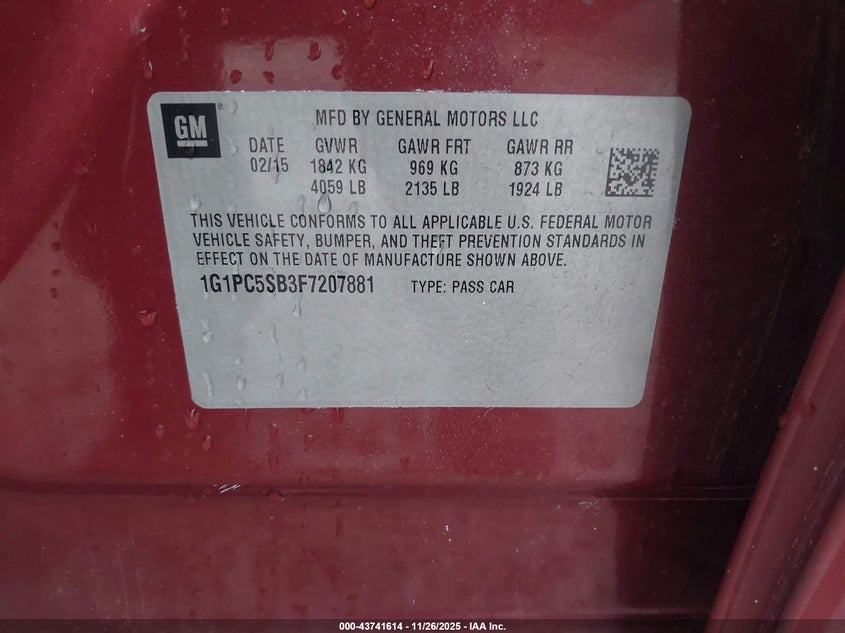 GM ®
MFD BY GENERAL MOTORS LLC
DATE GVWR GAWR FRT GAWR RR
02/15 1842 KG 969 KG 873 KG
4059 LB 2135 LB 1924 LB
THIS VEHICLE CONFORMS TO ALL APPLICABLE U.S. FEDERAL MOTOR
VEHICLE SAFETY, BUMPER, AND THEFT PREVENTION STANDARDS IN
EFFECT ON THE DATE OF MANUFACTURE SHOWN ABOVE.
1G1PC5SB3F7207881 TYPE: PASS CAR
000-43741614 - 11/26/2025 - IAA Inc.